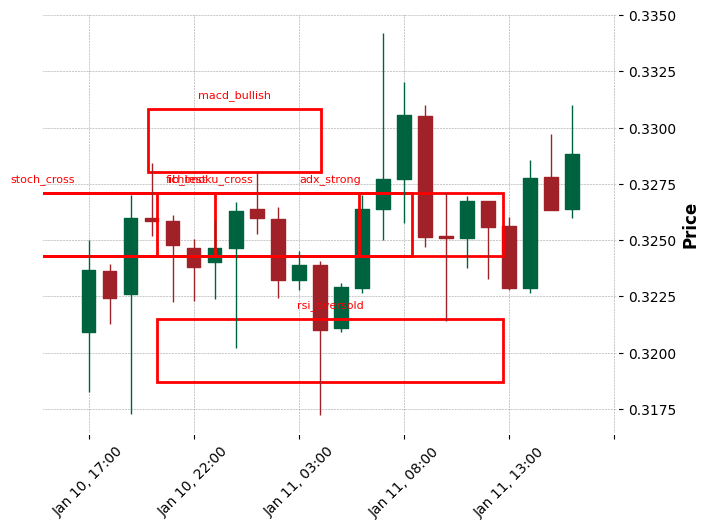 0.3350
0.3325
macd_bullish
0.3300
stoch_cross
adx_strong
0.3275
Price
0.3250
0.3225
rsi_oversold
0.3200
0.3175
Jan 10, 17:00
Jan 10, 22:00
Jan 11, 03:00
Jan 11, 08:00
Jan 11, 13:00